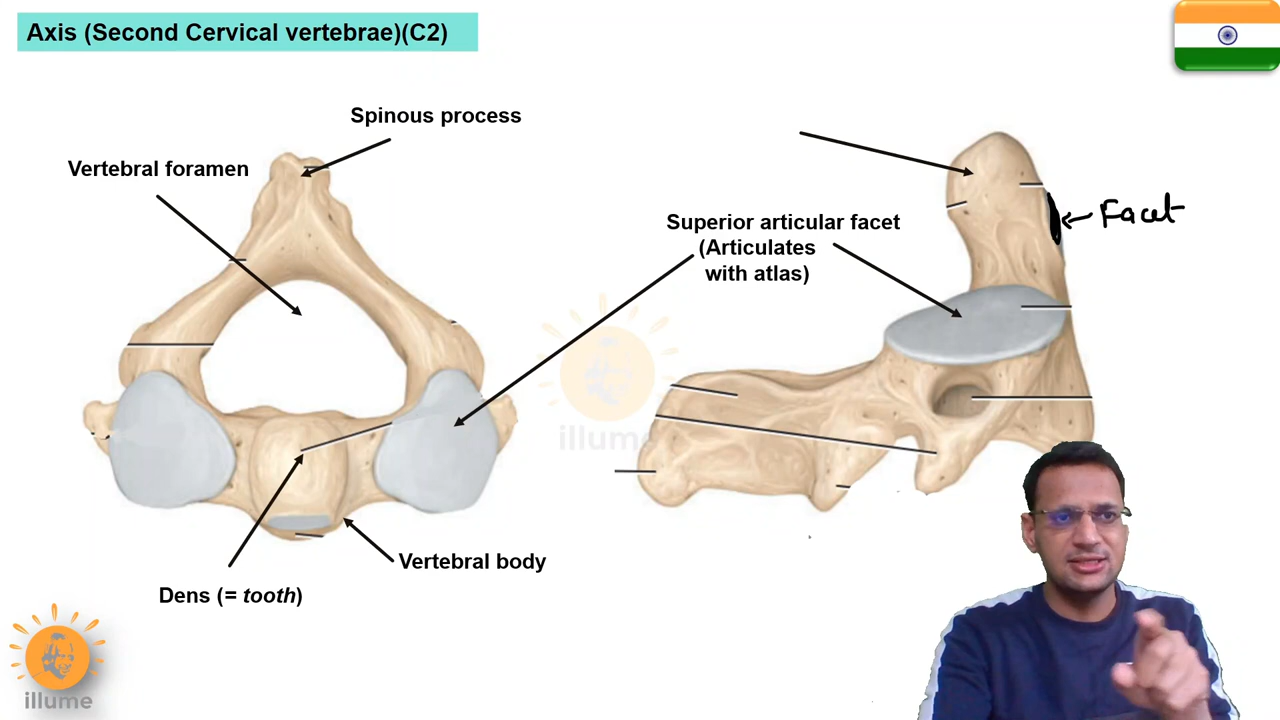 Axis (Second Cervical vertebrae)(C2)
Spinous process
Vertebral foramen
Superior articular facet
(Articulates
with atlas)
Facet
illume
Vertebral body
Dens (= tooth)
illume